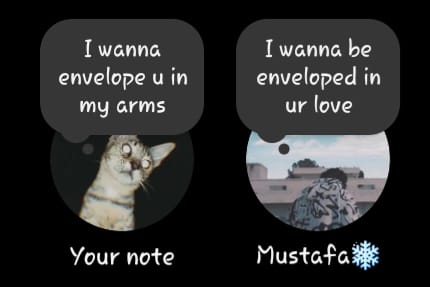 I wanna
envelope u in
my arms
Your note
I wanna be
enveloped in
ur love
Mustafa❄️